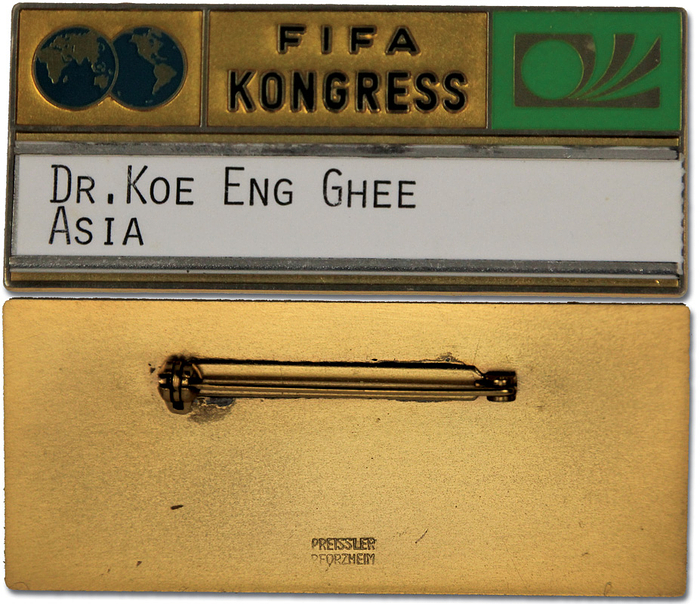 FIFA
KONGRESS
DR.KOE ENG GHEE
ASIA
PREISSLER
PFORZHEIM